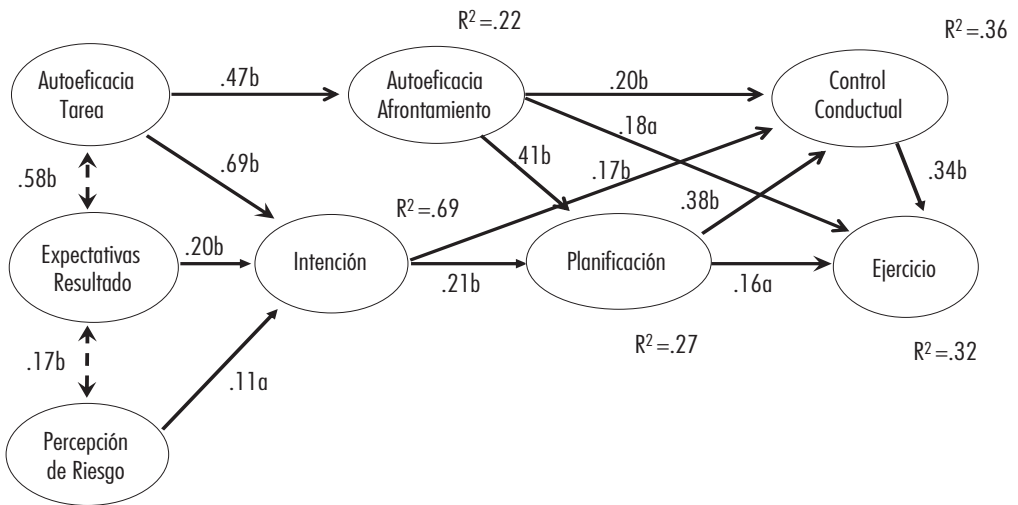 R² =.22
R² =.36
Autoeficacia
Tarea
.47b
Autoeficacia
Afrontamiento
.20b
Control
Conductual
.18a
.58b
.69b
41b
.17b
.34b
R² =.69
.38b
Expectativas
Resultado
.20b
Intención
.21b
Planificación
.16a
Ejercicio
.17b
.11a
R² =.27
R² =.32
Percepción
de Riesgo